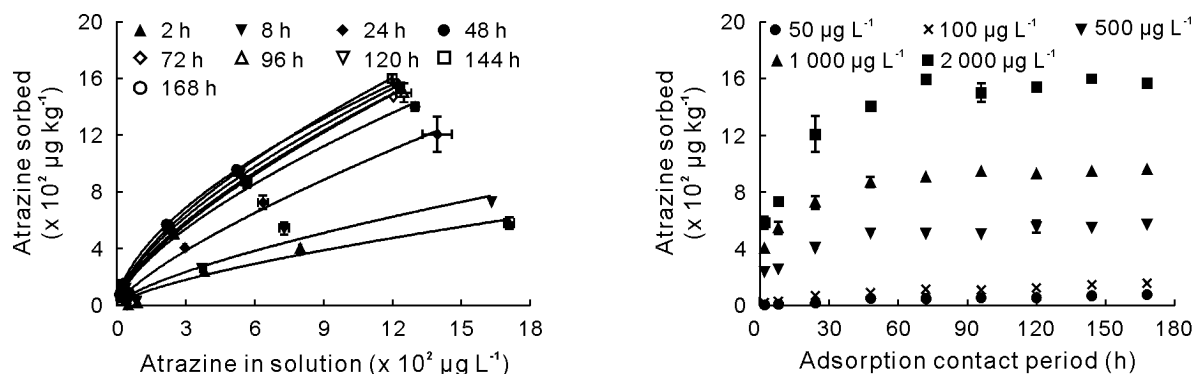 20
16
12
8
4
0
Atrazine sorbed
(x 10² µg kg⁻¹)
2 h 8 h 24 h 48 h
72 h 96 h 120 h 144 h
168 h
0 3 6 9 12 15 18
Atrazine in solution (x 10² µg L⁻¹)
20
16
12
8
4
0
Atrazine sorbed
(x 10² µg kg⁻¹)
50 µg L⁻¹ 100 µg L⁻¹ 500 µg L⁻¹
1 000 µg L⁻¹ 2 000 µg L⁻¹
0 30 60 90 120 150 180
Adsorption contact period (h)